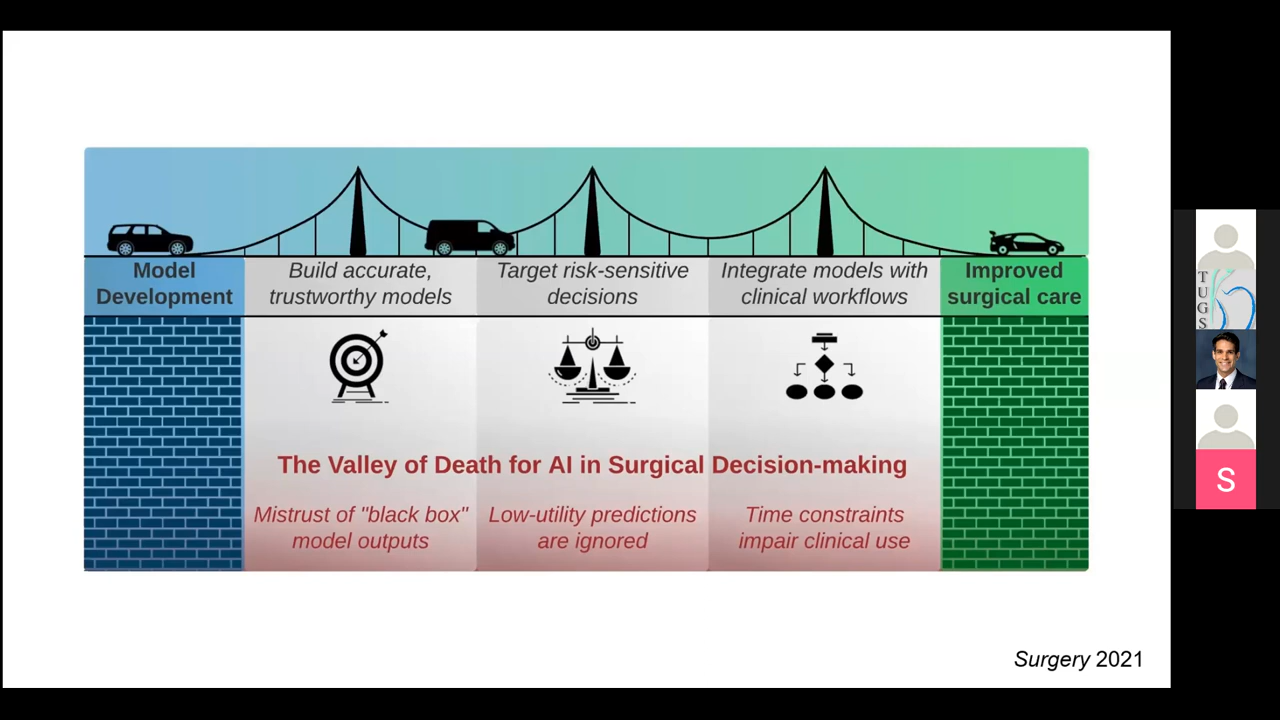 Model
Development
Build accurate,
trustworthy models
Target risk-sensitive
decisions
Integrate models with
clinical workflows
Improved
surgical care
The Valley of Death for AI in Surgical Decision-making
Mistrust of "black box"
model outputs
Low-utility predictions
are ignored
Time constraints
impair clinical use
Surgery 2021
TUGS
S